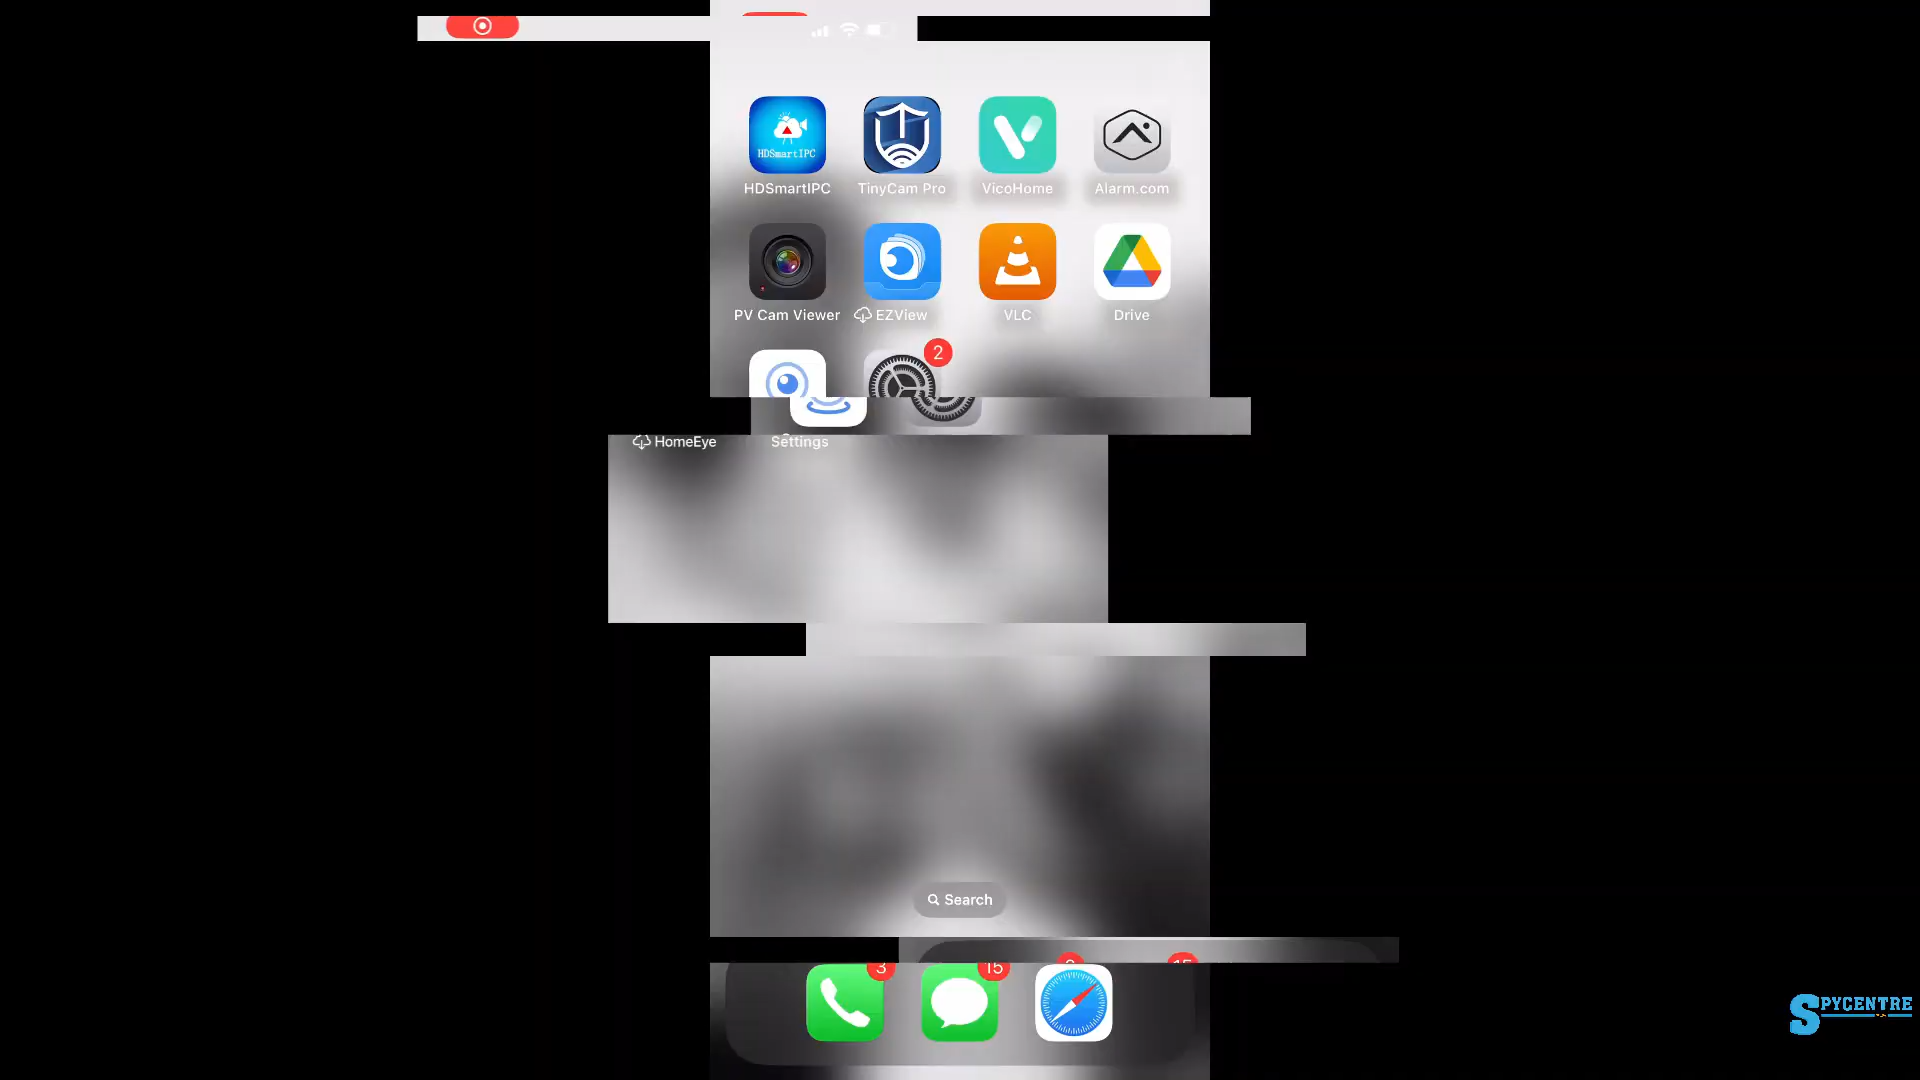 HDSmartIPC
HDSmartIPC TinyCam Pro VicoHome Alarm.com
PV Cam Viewer EZView VLC Drive
2
HomeEye Settings
Search
3 15
SPYCENTRE